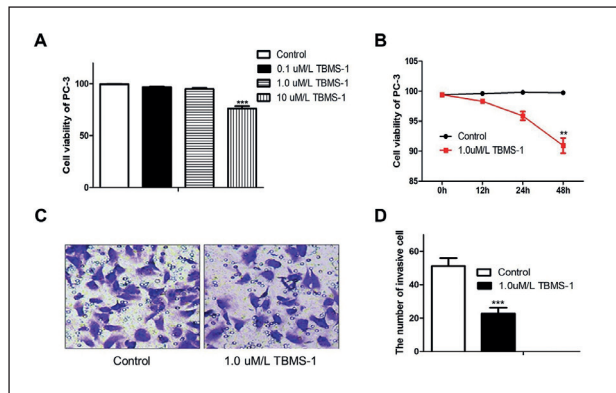 A
Control
0.1 uM/L TBMS-1
1.0 uM/L TBMS-1
10 uM/L TBMS-1
Cell viability of PC-3
100
50
0
***
B
Cell viability of PC-3
105
100
95
90
85
Control
1.0uM/L TBMS-1
**
0h 12h 24h 48h
C
Control
1.0 uM/L TBMS-1
D
The number of invasive cell
60
40
20
0
Control
1.0uM/L TBMS-1
***